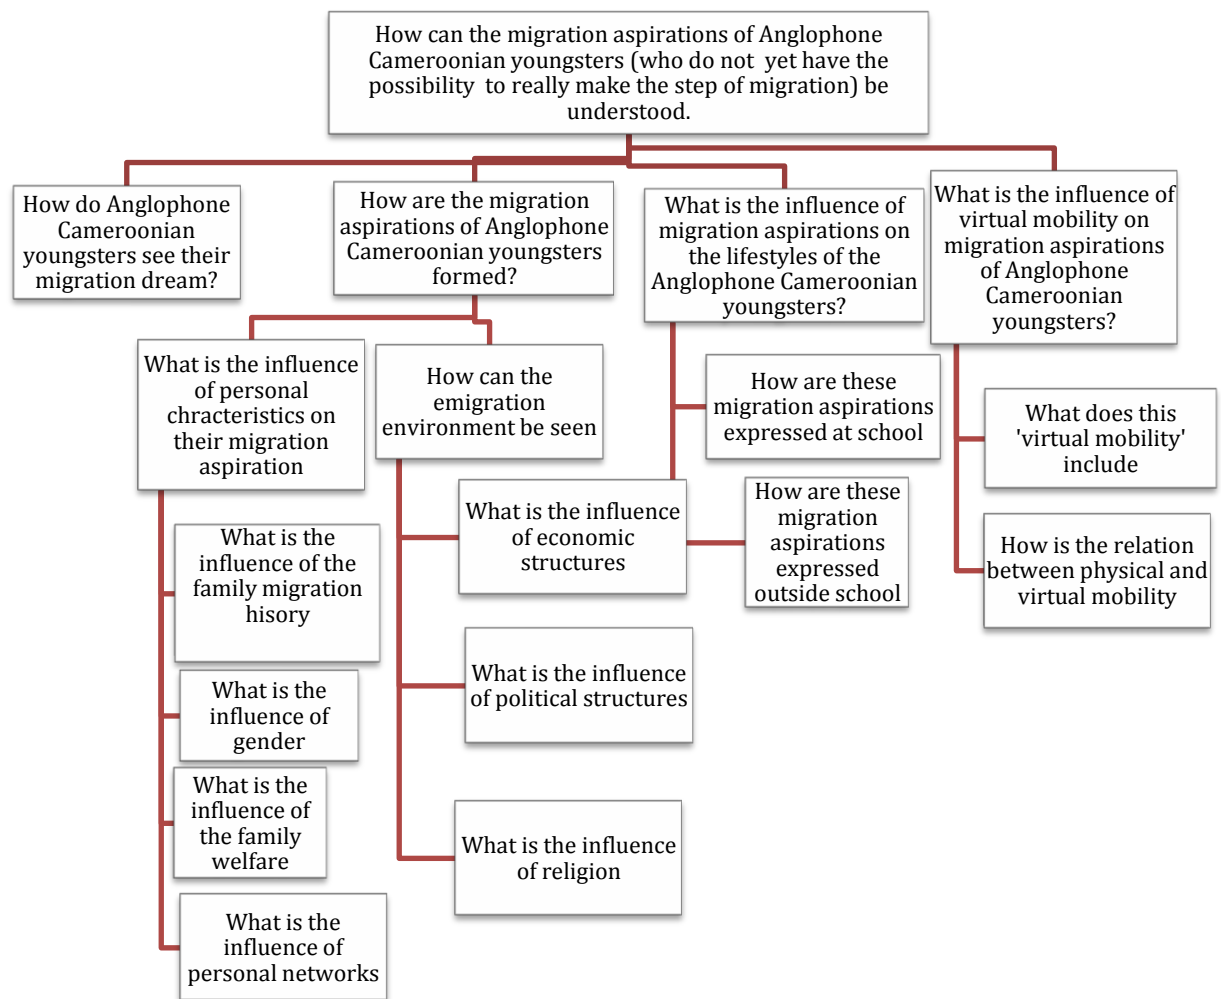 How can the migration aspirations of Anglophone
Cameroonian youngsters (who do not yet have the
possibility to really make the step of migration) be
understood.
How do Anglophone
Cameroonian
youngsters see their
migration dream?
How are the migration
aspirations of Anglophone
Cameroonian youngsters
formed?
What is the influence of
migration aspirations on
the lifestyles of the
Anglophone Cameroonian
youngsters?
What is the influence of
virtual mobility on
migration aspirations
of Anglophone
Cameroonian
youngsters?
What is the influence
of personal
chracteristics on
their migration
aspiration
How can the
emigration
environment be seen
How are these
migration aspirations
expressed at school
What does this
'virtual mobility'
include
What is the influence
of economic
structures
How are these
migration
aspirations
expressed
outside school
How is the relation
between physical and
virtual mobility
What is the
influence of the
family migration
hisory
What is the influence
of political structures
What is the
influence of
gender
What is the
influence of
the family
welfare
What is the influence
of religion
What is the
influence of
personal networks